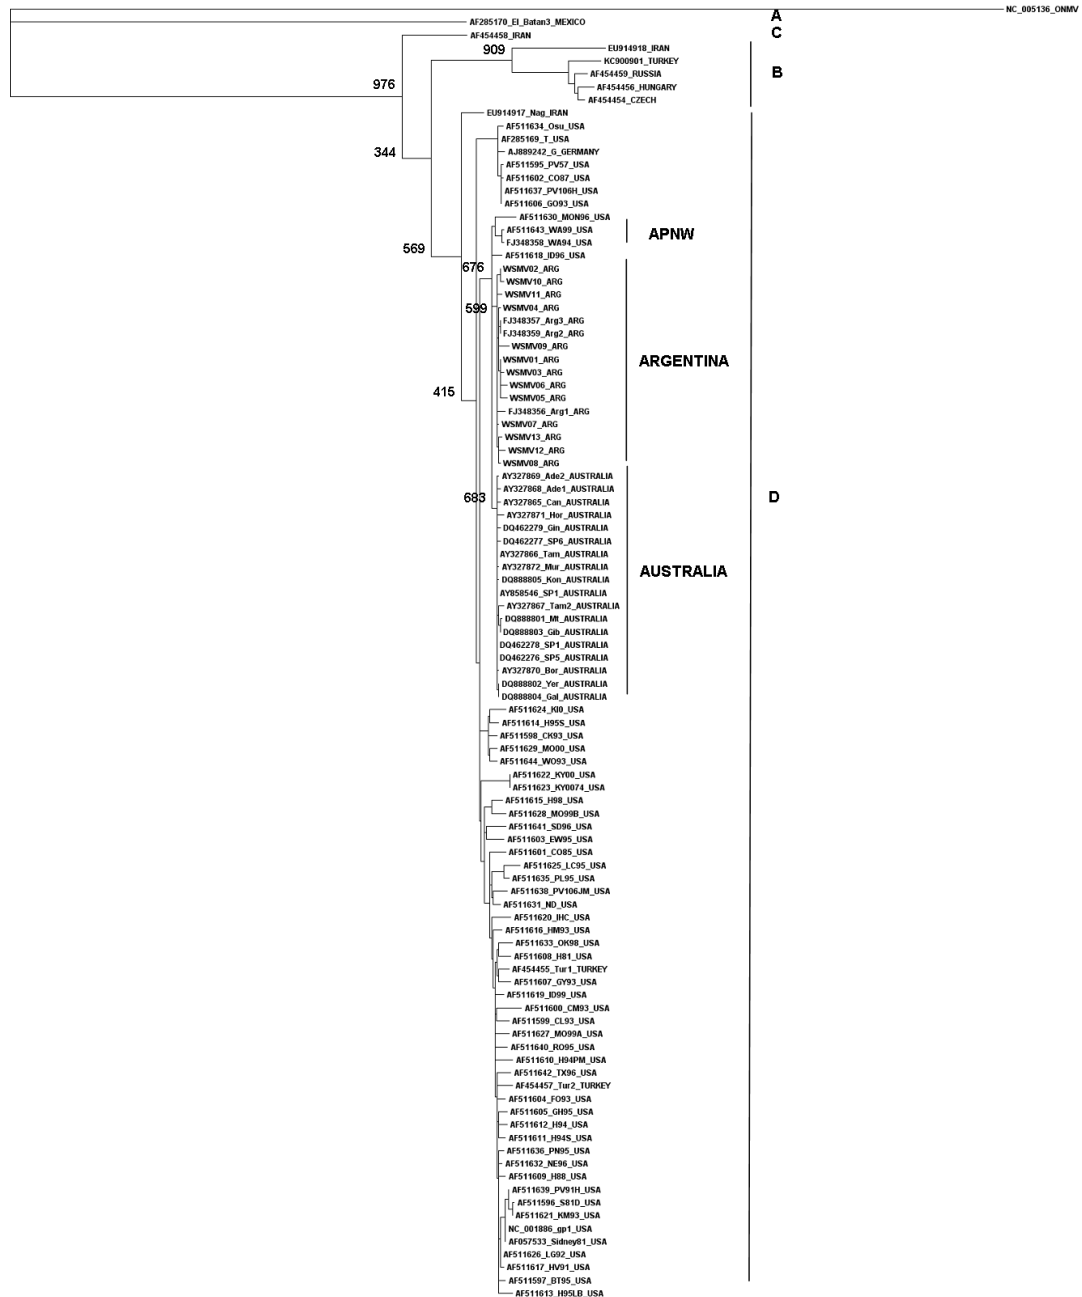 NC_005136_ONMV
AF285170_El_Batan3_MEXICO
A
AF454458_IRAN
C
909
EU914918_IRAN
KC900901_TURKEY
AF454459_RUSSIA
B
976
AF454456_HUNGARY
AF454454_CZECH
EU914917_Nag_IRAN
AF511634_Osu_USA
AF285169_T_USA
344
AJ889242_G_GERMANY
AF511595_PV57_USA
AF511602_CO87_USA
AF511637_PV106H_USA
AF511606_GO93_USA
AF511630_MON96_USA
AF511643_WA99_USA
APNW
FJ348358_WA94_USA
569
AF511618_ID96_USA
676
WSMV02_ARG
WSMV10_ARG
WSMV11_ARG
599
WSMV04_ARG
FJ348357_Arg3_ARG
FJ348359_Arg2_ARG
WSMV09_ARG
WSMV01_ARG
ARGENTINA
WSMV03_ARG
WSMV06_ARG
415
WSMV05_ARG
FJ348356_Arg1_ARG
WSMV07_ARG
WSMV13_ARG
WSMV12_ARG
WSMV08_ARG
AY327869_Ade2_AUSTRALIA
AY327868_Ade1_AUSTRALIA
683
D
AY327865_Can_AUSTRALIA
AY327871_Hor_AUSTRALIA
DQ462279_Gin_AUSTRALIA
DQ462277_SP6_AUSTRALIA
AY327866_Tam_AUSTRALIA
AY327872_Mur_AUSTRALIA
AUSTRALIA
DQ888805_Kon_AUSTRALIA
AY858546_SP1_AUSTRALIA
AY327867_Tam2_AUSTRALIA
DQ888801_Mt_AUSTRALIA
DQ888803_Gib_AUSTRALIA
DQ462278_SP1_AUSTRALIA
DQ462276_SP5_AUSTRALIA
AY327870_Bor_AUSTRALIA
DQ888802_Yer_AUSTRALIA
DQ888804_Gal_AUSTRALIA
AF511624_KI0_USA
AF511614_H95S_USA
AF511598_CK93_USA
AF511629_MO00_USA
AF511644_WO93_USA
AF511622_KY00_USA
AF511623_KY0074_USA
AF511615_H98_USA
AF511628_MO99B_USA
AF511641_SD96_USA
AF511603_EW95_USA
AF511601_CO85_USA
AF511625_LC95_USA
AF511635_PL95_USA
AF511638_PV106JM_USA
AF511631_ND_USA
AF511620_IHC_USA
AF511616_HM93_USA
AF511633_OK98_USA
AF511608_H81_USA
AF454455_Tur1_TURKEY
AF511607_GY93_USA
AF511619_ID99_USA
AF511600_CM93_USA
AF511599_CL93_USA
AF511627_MO99A_USA
AF511640_RO95_USA
AF511610_H94PM_USA
AF511642_TX96_USA
AF454457_Tur2_TURKEY
AF511604_FO93_USA
AF511605_GH95_USA
AF511612_H94_USA
AF511611_H94S_USA
AF511636_PN95_USA
AF511632_NE96_USA
AF511609_H88_USA
AF511639_PV91H_USA
AF511596_S81D_USA
AF511621_KM93_USA
NC_001886_gp1_USA
AF057533_Sidney81_USA
AF511626_LG92_USA
AF511617_HV91_USA
AF511597_BT95_USA
AF511613_H95LB_USA